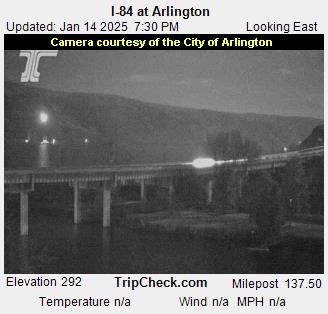 I-84 at Arlington
Updated: Jan 14 2025 7:30 PM Looking East
Camera courtesy of the City of Arlington
Elevation 292 TripCheck.com Milepost 137.50
Temperature n/a Wind n/a MPH n/a